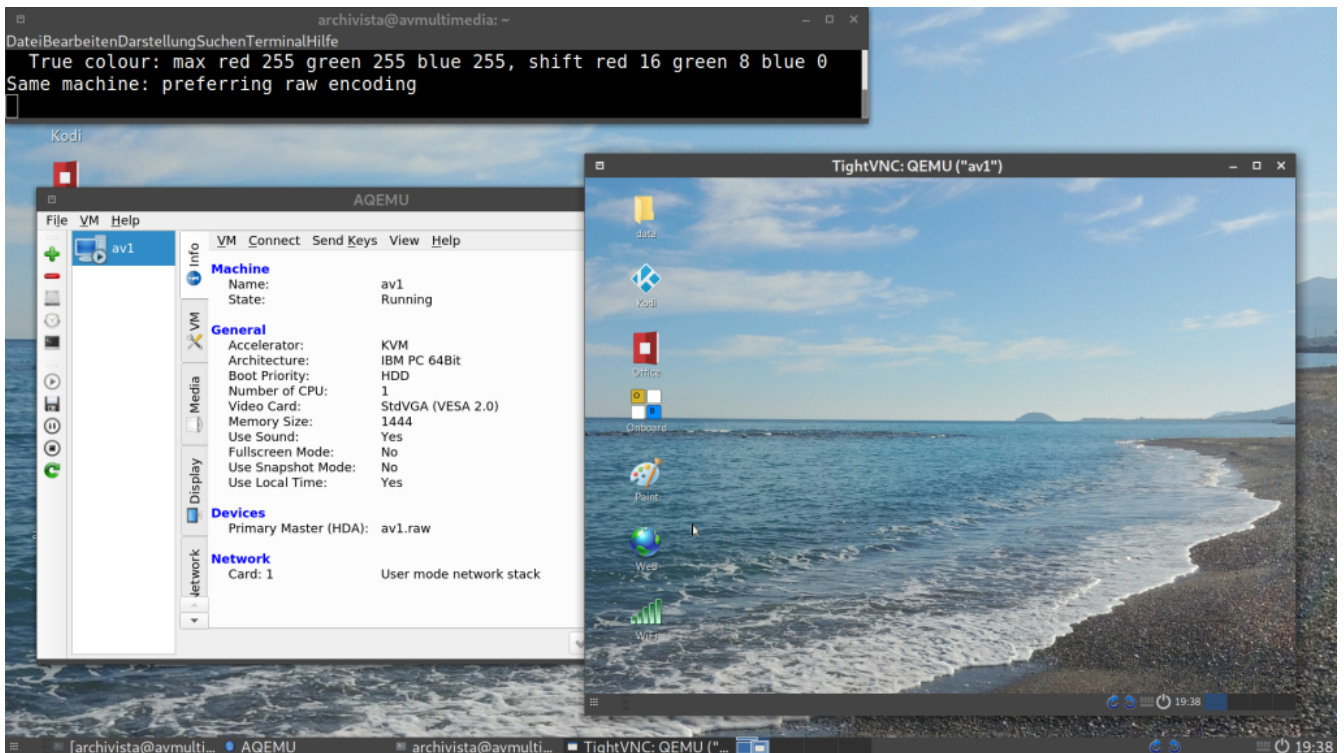 archivista@avmultimedia: ~
DateiBearbeitenDarstellungSuchenTerminalHilfe
True colour: max red 255 green 255 blue 255, shift red 16 green 8 blue 0
Same machine: preferring raw encoding
Kodi
AQEMU
File VM Help
av1
Info
VM
Media
Display
Network
VM Connect Send Keys View Help
Machine
Name: av1
State: Running
General
Accelerator: KVM
Architecture: IBM PC 64Bit
Boot Priority: HDD
Number of CPU: 1
Video Card: StdVGA (VESA 2.0)
Memory Size: 1444
Use Sound: Yes
Fullscreen Mode: No
Use Snapshot Mode: No
Use Local Time: Yes
Devices
Primary Master (HDA): av1.raw
Network
Card: 1 User mode network stack
TightVNC: QEMU ("av1")
data
Kodi
Office
O
B
Onboard
Paint
Web
WiFi
19:38
[archivista@avmulti... AQEMU archivista@avmulti... TightVNC: QEMU ("... 19:38